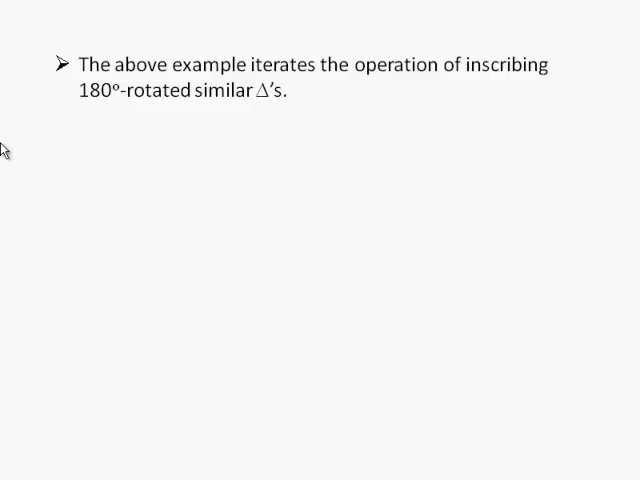 ➢ The above example iterates the operation of inscribing
180º-rotated similar ∆’s.